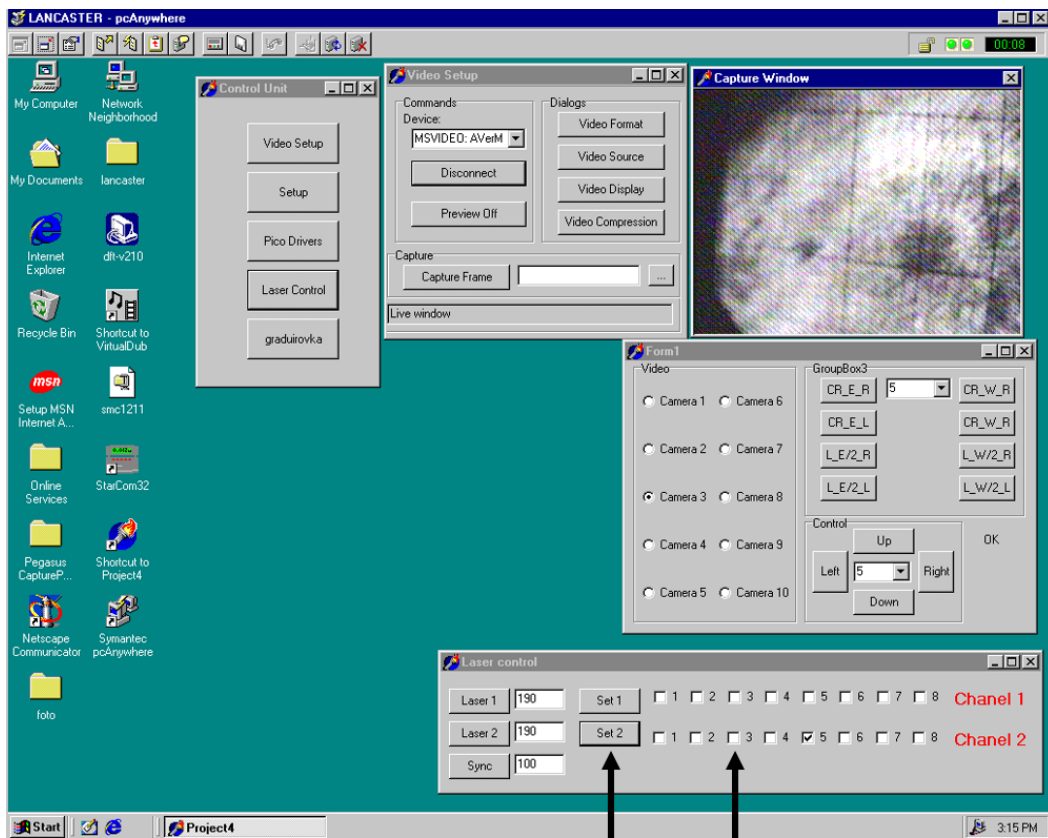 LANCASTER - pcAnywhere
00:08
My Computer
Network Neighborhood
My Documents
lancaster
Internet Explorer
dft-v210
Recycle Bin
Shortcut to VirtualDub
msn
Setup MSN Internet A...
smc1211
Online Services
StarCom32
Pegasus CaptureP...
Shortcut to Project4
Netscape Communicator
Symantec pcAnywhere
foto
Control Unit
Video Setup
Setup
Pico Drivers
Laser Control
graduirovka
Video Setup
Commands
Device:
MSVIDEO: AVerM
Disconnect
Preview Off
Dialogs
Video Format
Video Source
Video Display
Video Compression
Capture
Capture Frame
...
Live window
Capture Window
Form1
Video
Camera 1 Camera 6
Camera 2 Camera 7
Camera 3 Camera 8
Camera 4 Camera 9
Camera 5 Camera 10
GroupBox3
CR_E_R 5 CR_W_R
CR_E_L CR_W_R
L_E/2_R L_W/2_R
L_E/2_L L_W/2_L
Control
Up
OK
Left 5 Right
Down
Laser control
Laser 1 190 Set 1 1 2 3 4 5 6 7 8 Chanel 1
Laser 2 190 Set 2 1 2 3 4 5 6 7 8 Chanel 2
Sync 100
Start
Project4
3:15 PM